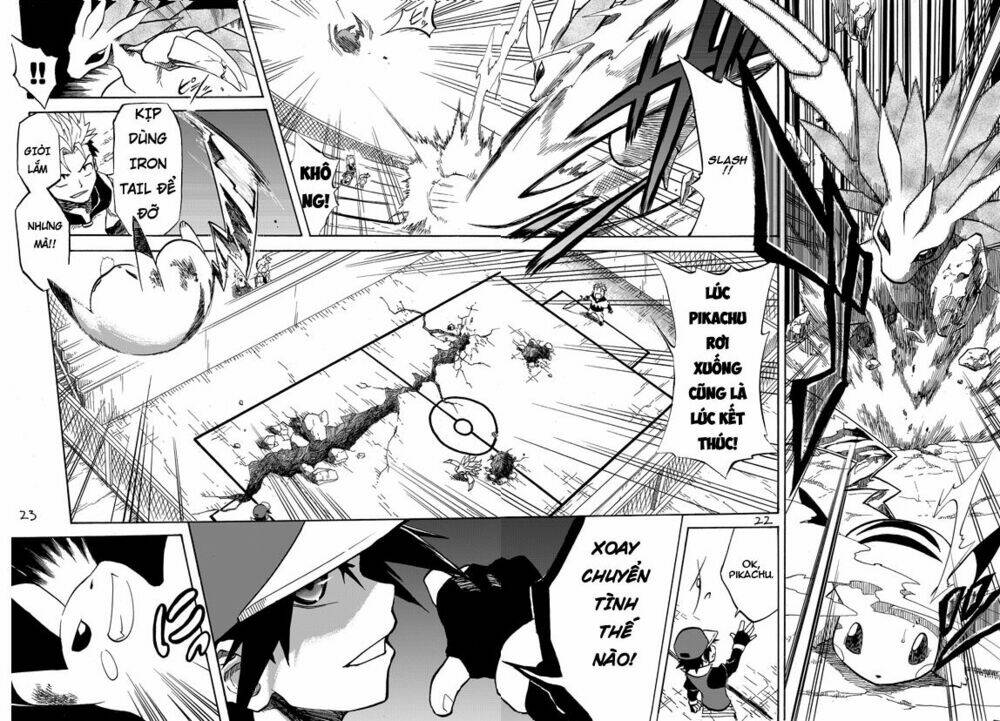 SLASH
!!
KHÔ
NG!
!!
KỊP
DÙNG
IRON
TAIL ĐỂ
ĐỠ
GIỎI
LẮM
NHƯNG
MÀ!!
LÚC
PIKACHU
RƠI
XUỐNG
CŨNG LÀ
LÚC KẾT
THÚC!
22
OK,
PIKACHU.
XOAY
CHUYỂN
TÌNH
THẾ
NÀO!
23